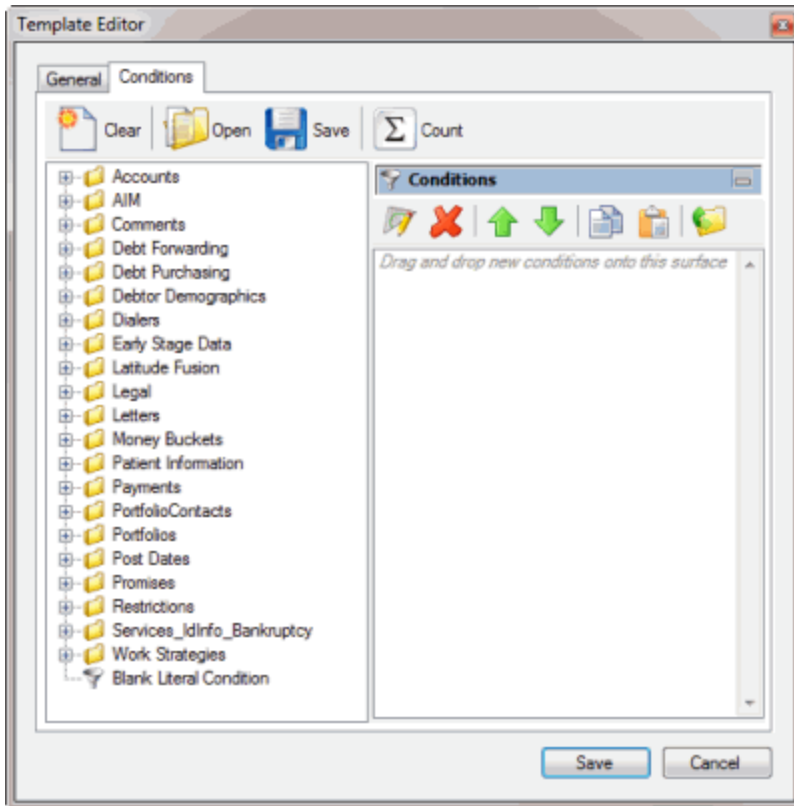 Template Editor
General Conditions
Clear Open Save Σ Count
Accounts
AIM
Comments
Debt Forwarding
Debt Purchasing
Debtor Demographics
Dialers
Early Stage Data
Latitude Fusion
Legal
Letters
Money Buckets
Patient Information
Payments
PortfolioContacts
Portfolios
Post Dates
Promises
Restrictions
Services_IdInfo_Bankruptcy
Work Strategies
Blank Literal Condition
Conditions
Drag and drop new conditions onto this surface
Save Cancel